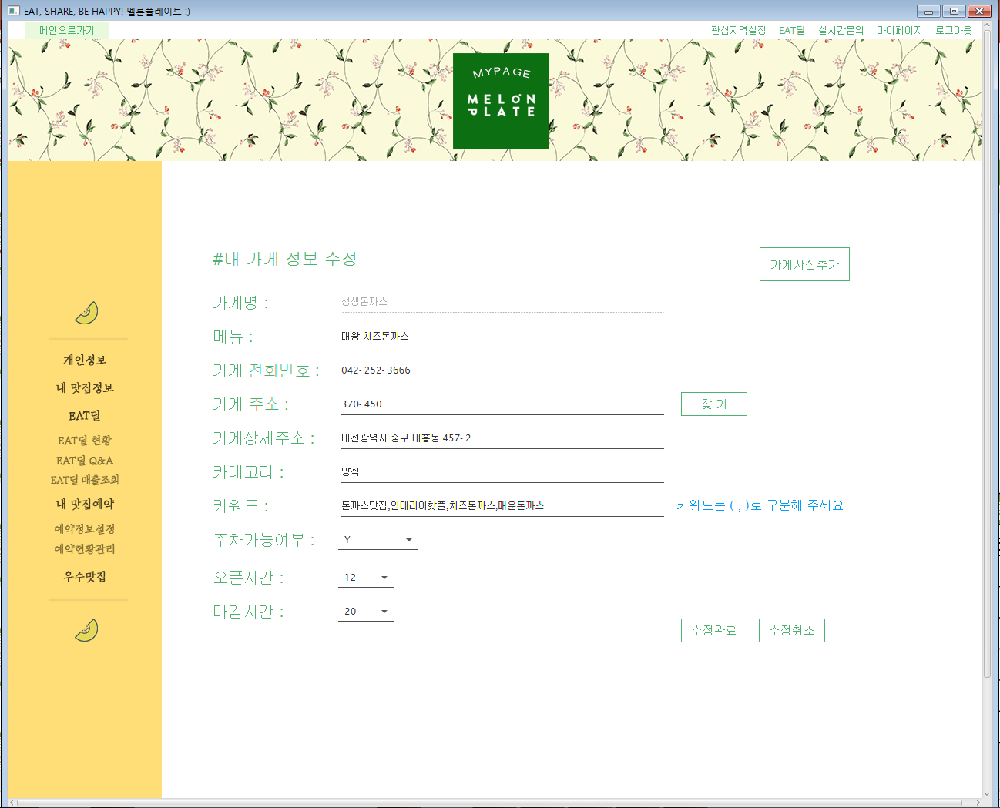 EAT, SHARE, BE HAPPY! 멜론플레이트 :)
메인으로가기 관심지역설정 EAT딜 실시간문의 마이페이지 로그아웃
MYPAGE
MELON
PLATE
#내 가게 정보 수정
가게사진추가
가게명 : 생생돈까스
메뉴 : 대왕 치즈돈까스
가게 전화번호 : 042-252-3666
가게 주소 : 370-450 찾 기
가게상세주소 : 대전광역시 중구 대흥동 457-2
카테고리 : 양식
키워드 : 돈까스맛집,인테리어핫플,치즈돈까스,매운돈까스 키워드는 ( , )로 구분해 주세요
주차가능여부 : Y
오픈시간 : 12
마감시간 : 20
수정완료 수정취소
개인정보
내 맛집정보
EAT딜
EAT딜 현황
EAT딜 Q&A
EAT딜 매출조회
내 맛집예약
예약정보설정
예약현황관리
우수맛집